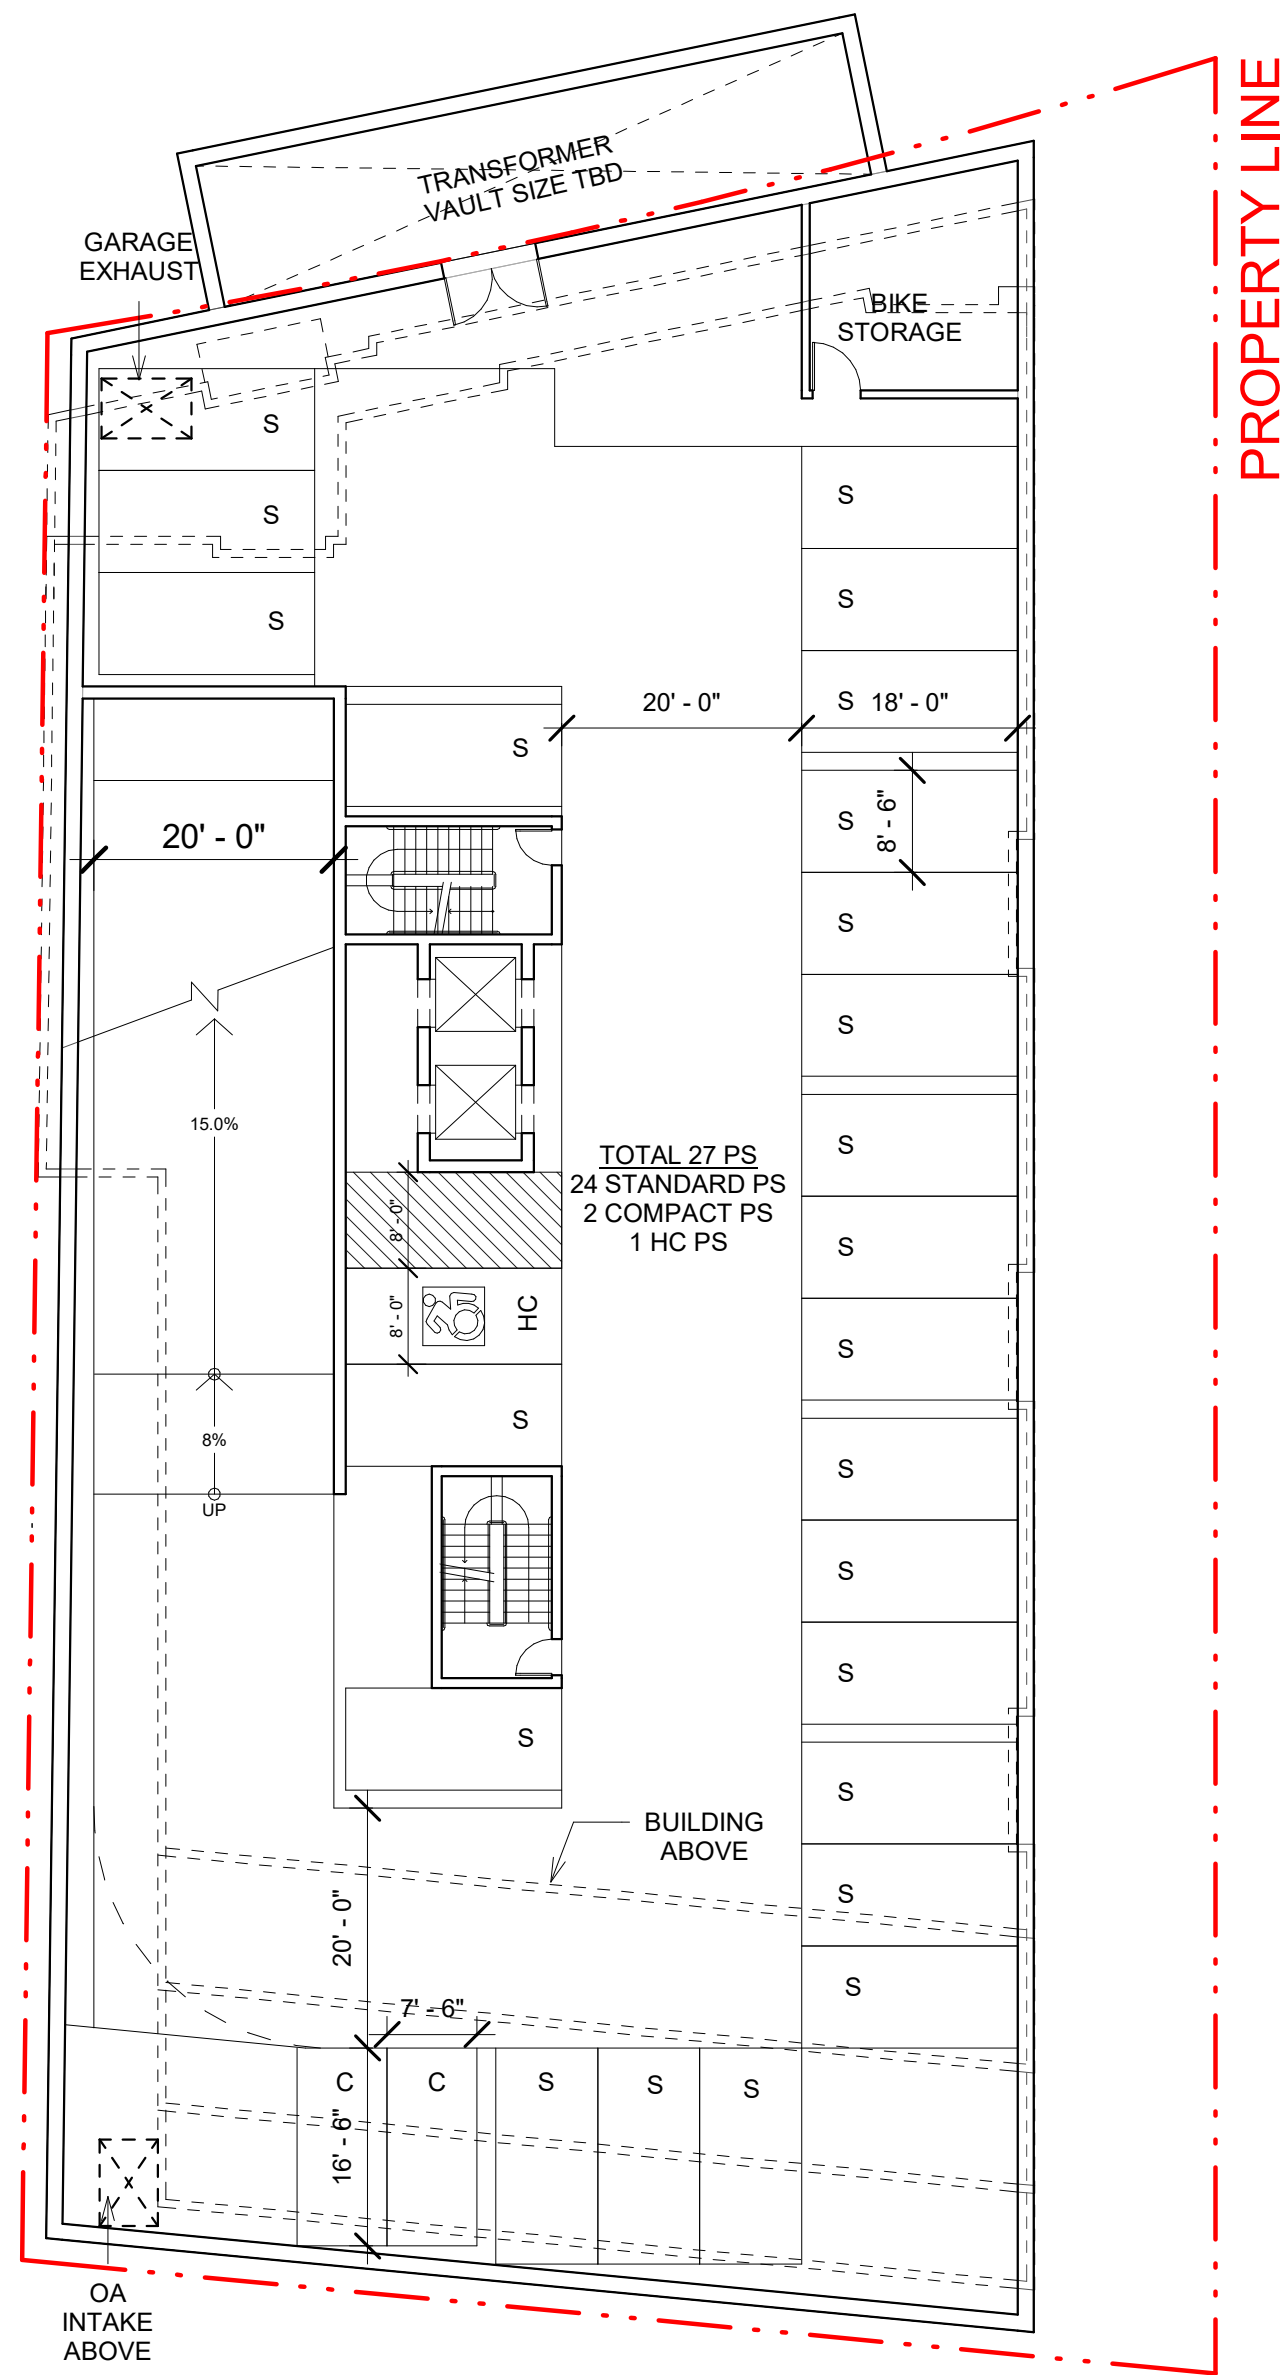 PROPERTY LINE
TRANSFORMER
VAULT SIZE TBD
GARAGE
EXHAUST
BIKE
STORAGE
S
S
S
S
S
S
20' - 0"
18' - 0"
S
S
8' - 6"
20' - 0"
S
S
15.0%
S
TOTAL 27 PS
24 STANDARD PS
2 COMPACT PS
1 HC PS
8' - 0"
S
8' - 0"
HC
S
S
8%
S
UP
S
S
S
S
BUILDING
ABOVE
S
20' - 0"
S
7' - 6"
C
C
S
S
S
16' - 6"
OA
INTAKE
ABOVE